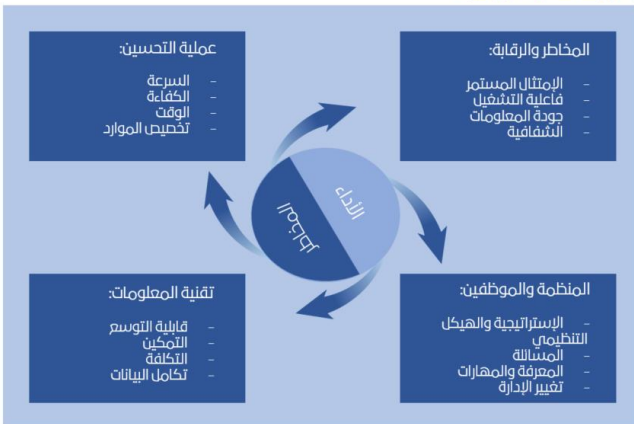 المخاطر والرقابة:
- الإمتثال المستمر
- فاعلية التشغيل
- جودة المعلومات
- الشفافية
عملية التحسين:
- السرعة
- الكفاءة
- الوقت
- تخصيص الموارد
الأداء
المخاطر
المنظمة والموظفين:
- الإستراتيجية والهيكل
التنظيمي
- المسائلة
- المعرفة والمهارات
- تغيير الإدارة
تقنية المعلومات:
- قابلية التوسع
- التمكين
- التكلفة
- تكامل البيانات